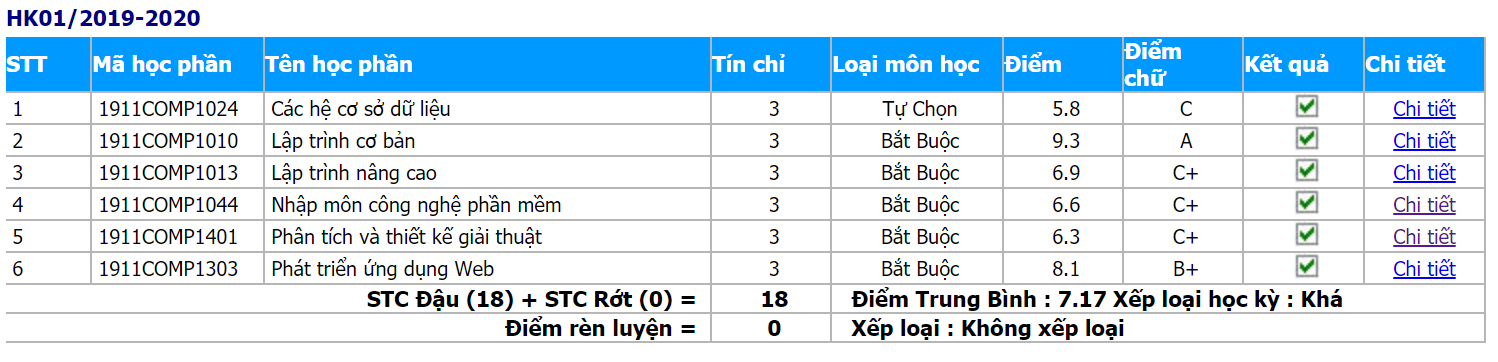 HK01/2019-2020
STT Mã học phần Tên học phần Tín chỉ Loại môn học Điểm Điểm chữ Kết quả Chi tiết
1 1911COMP1024 Các hệ cơ sở dữ liệu 3 Tự Chọn 5.8 C Chi tiết
2 1911COMP1010 Lập trình cơ bản 3 Bắt Buộc 9.3 A Chi tiết
3 1911COMP1013 Lập trình nâng cao 3 Bắt Buộc 6.9 C+ Chi tiết
4 1911COMP1044 Nhập môn công nghệ phần mềm 3 Bắt Buộc 6.6 C+ Chi tiết
5 1911COMP1401 Phân tích và thiết kế giải thuật 3 Bắt Buộc 6.3 C+ Chi tiết
6 1911COMP1303 Phát triển ứng dụng Web 3 Bắt Buộc 8.1 B+ Chi tiết
STC Đậu (18) + STC Rớt (0) = 18 Điểm Trung Bình : 7.17 Xếp loại học kỳ : Khá
Điểm rèn luyện = 0 Xếp loại : Không xếp loại